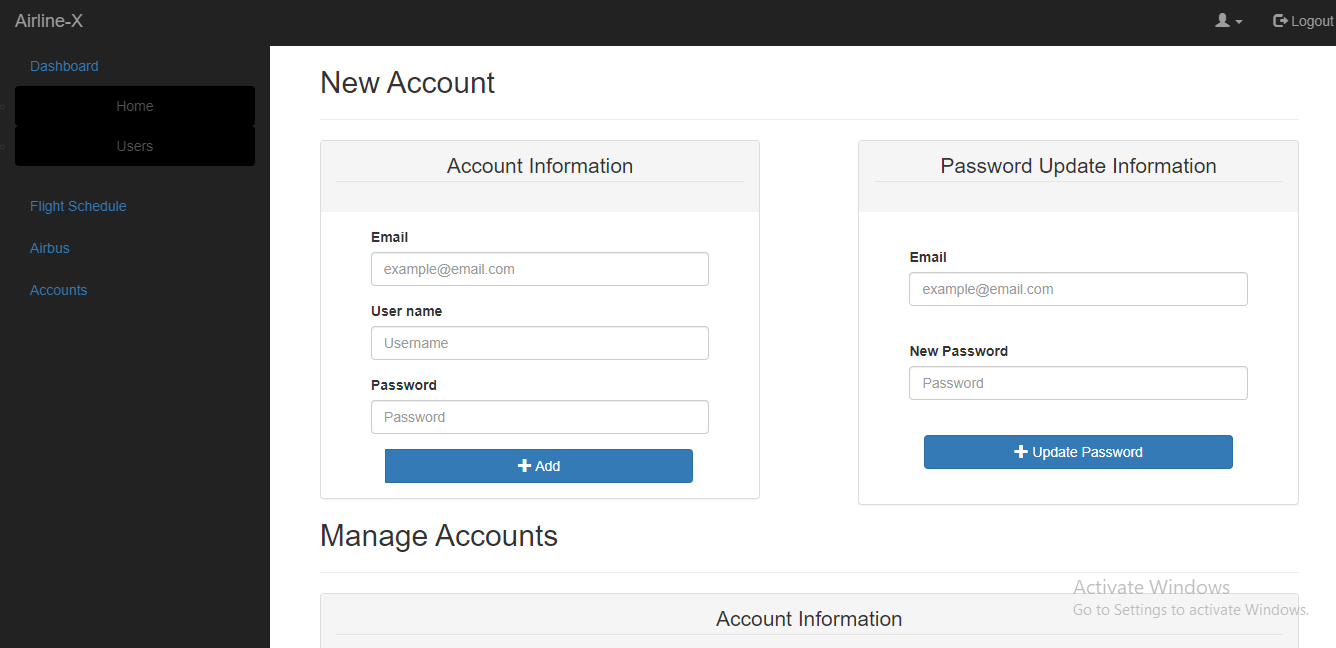 Airline-X
Logout
Dashboard
Home
Users
Flight Schedule
Airbus
Accounts
New Account
Account Information
Email
example@email.com
User name
Username
Password
Password
Add
Password Update Information
Email
example@email.com
New Password
Password
Update Password
Manage Accounts
Account Information
Activate Windows
Go to Settings to activate Windows.